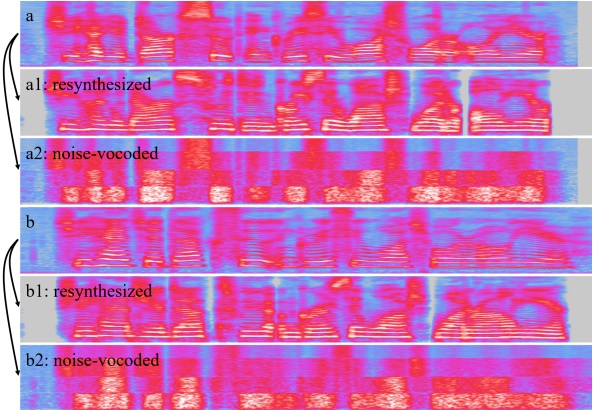 a
a1: resynthesized
a2: noise-vocoded
b
b1: resynthesized
b2: noise-vocoded